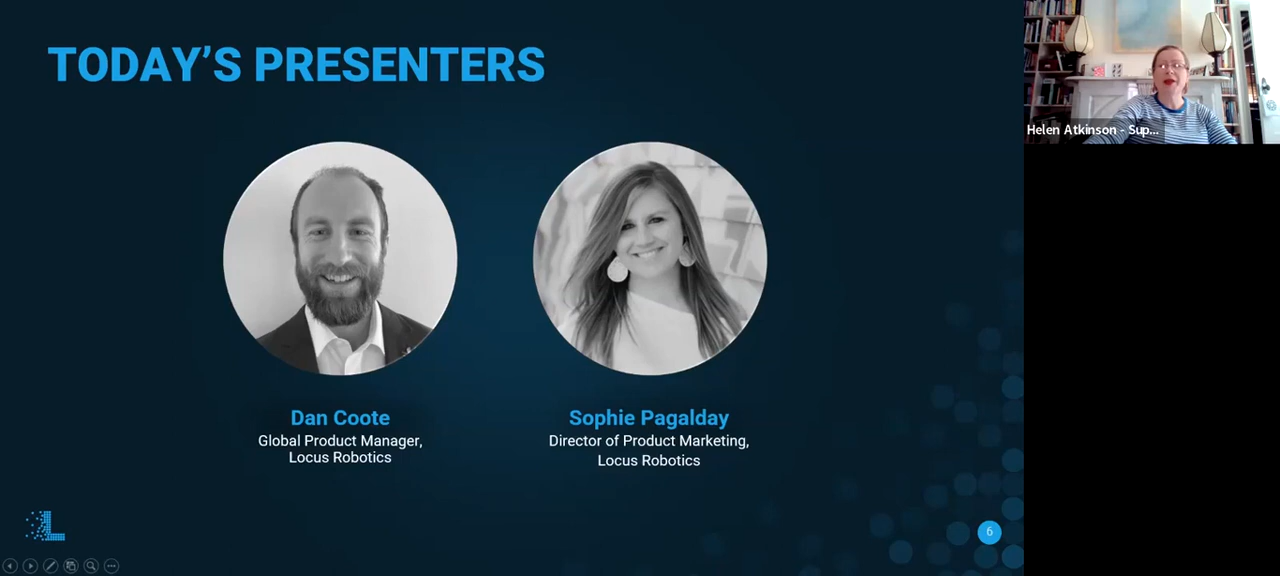 TODAY'S PRESENTERS
Helen Atkinson - Sup...
Dan Coote
Global Product Manager,
Locus Robotics
Sophie Pagalday
Director of Product Marketing,
Locus Robotics
6